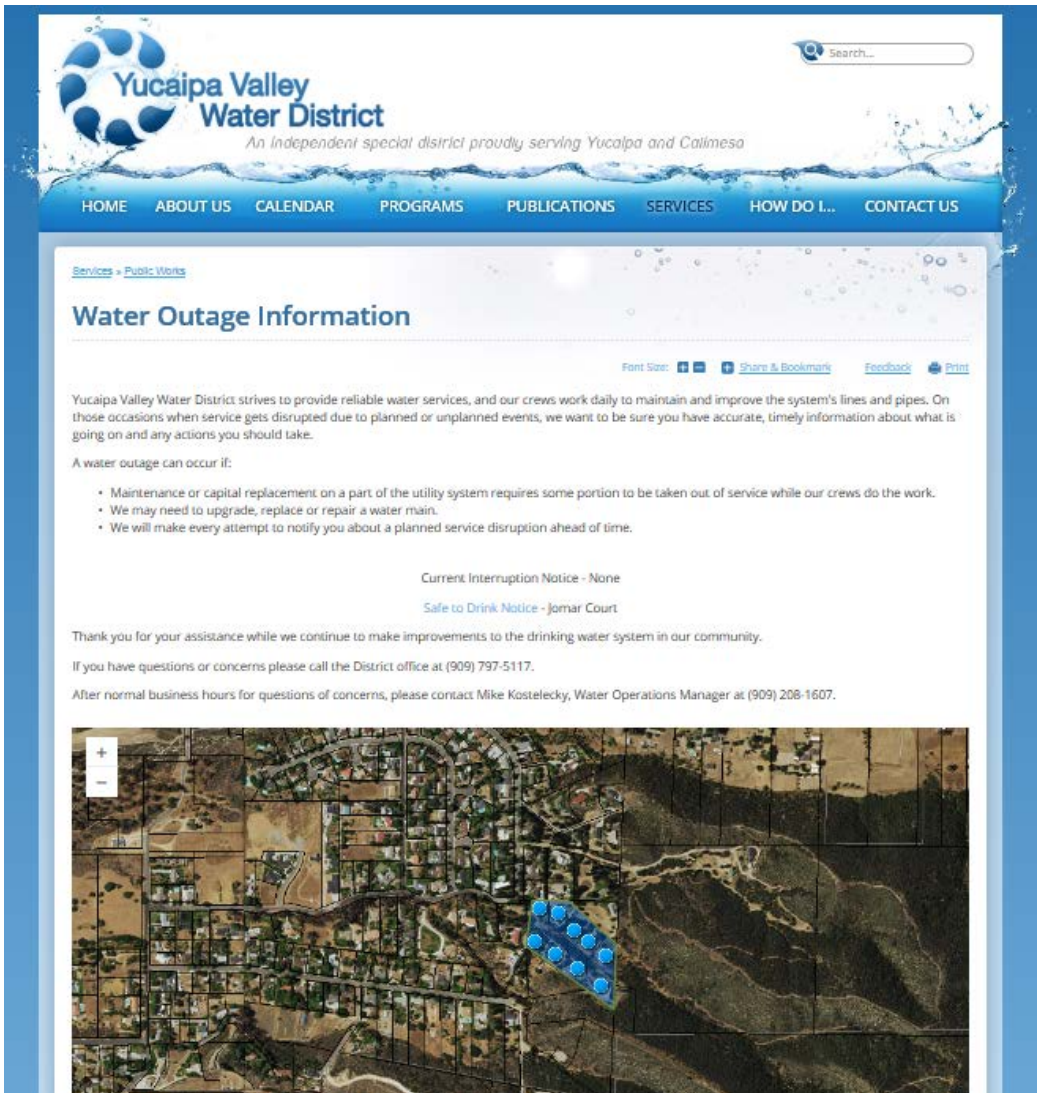 Yucaipa Valley
Water District
An independent special district proudly serving Yucaipa and Calimesa
Search...
HOME ABOUT US CALENDAR PROGRAMS PUBLICATIONS SERVICES HOW DO I... CONTACT US
Services » Public Works
Water Outage Information
Font Size: + - + Share & Bookmark Feedback Print
Yucaipa Valley Water District strives to provide reliable water services, and our crews work daily to maintain and improve the system's lines and pipes. On
those occasions when service gets disrupted due to planned or unplanned events, we want to be sure you have accurate, timely information about what is
going on and any actions you should take.
A water outage can occur if:
• Maintenance or capital replacement on a part of the utility system requires some portion to be taken out of service while our crews do the work.
• We may need to upgrade, replace or repair a water main.
• We will make every attempt to notify you about a planned service disruption ahead of time.
Current Interruption Notice - None
Safe to Drink Notice - Jomar Court
Thank you for your assistance while we continue to make improvements to the drinking water system in our community.
If you have questions or concerns please call the District office at (909) 797-5117.
After normal business hours for questions of concerns, please contact Mike Kostelecky, Water Operations Manager at (909) 208-1607.
+
−